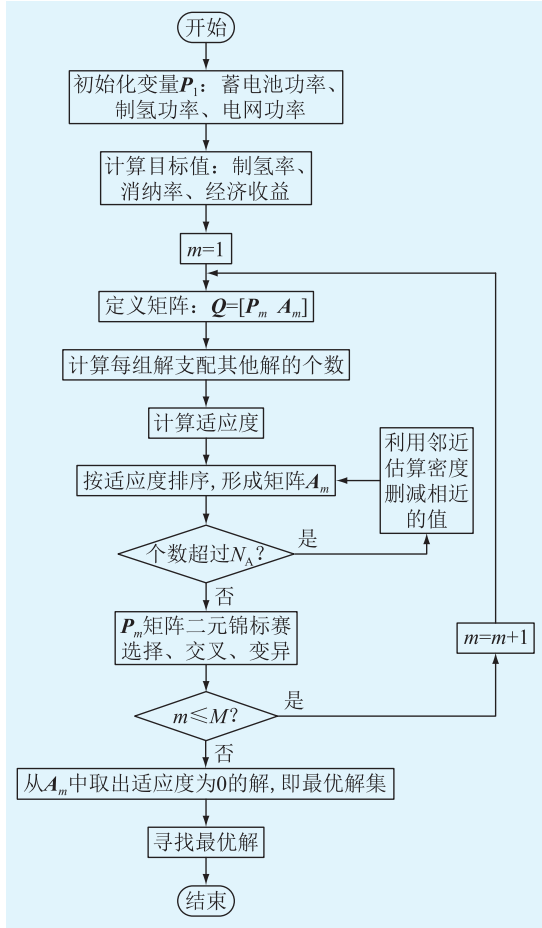 开始
初始化变量P1：蓄电池功率、
制氢功率、电网功率
计算目标值：制氢率、
消纳率、经济收益
m=1
定义矩阵：Q=[Pm Am]
计算每组解支配其他解的个数
计算适应度
利用邻近
估算密度
删减相近
的值
按适应度排序,形成矩阵Am
个数超过NA？
是
否
Pm矩阵二元锦标赛
选择、交叉、变异
m=m+1
m≤M？
是
否
从Am中取出适应度为0的解,即最优解集
寻找最优解
结束